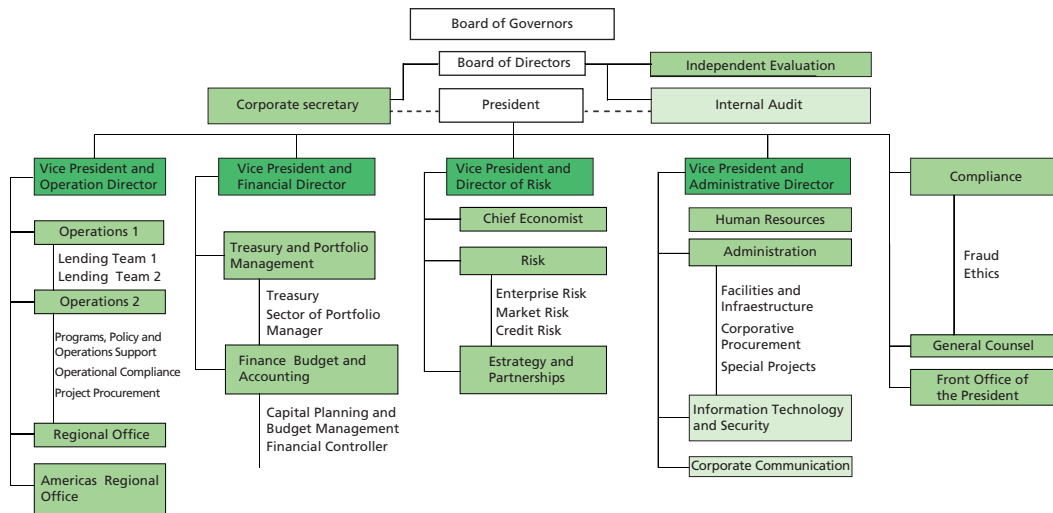 Board of Governors
Board of Directors
Independent Evaluation
Corporate secretary
President
Internal Audit
Vice President and
Operation Director
Operations 1
Lending Team 1
Lending Team 2
Operations 2
Programs, Policy and
Operations Support
Operational Compliance
Project Procurement
Regional Office
Americas Regional
Office
Vice President and
Financial Director
Treasury and Portfolio
Management
Treasury
Sector of Portfolio
Manager
Finance Budget and
Accounting
Capital Planning and
Budget Management
Financial Controller
Vice President and
Director of Risk
Chief Economist
Risk
Enterprise Risk
Market Risk
Credit Risk
Estrategy and
Partnerships
Vice President and
Administrative Director
Human Resources
Administration
Facilities and
Infraestructure
Corporative
Procurement
Special Projects
Information Technology
and Security
Corporate Communication
Compliance
Fraud
Ethics
General Counsel
Front Office of
the President